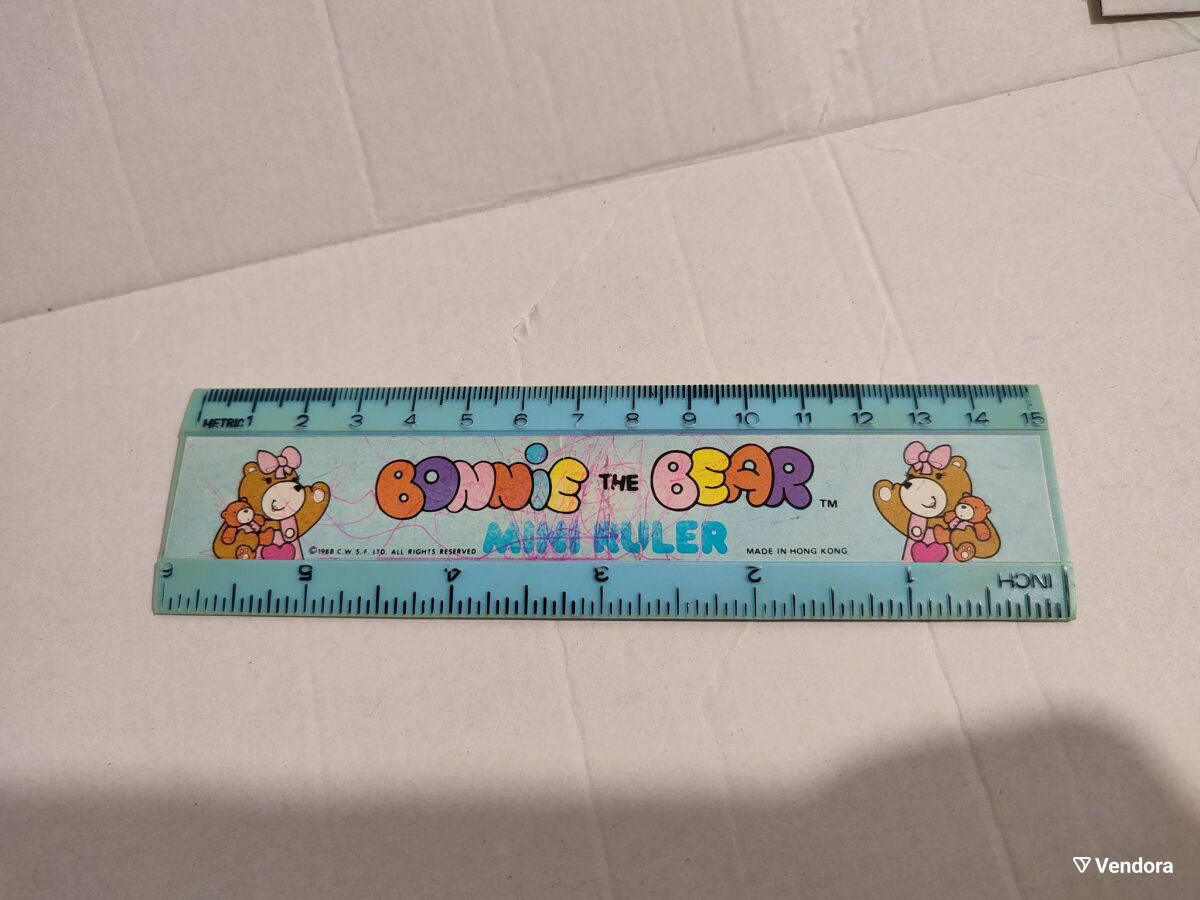 METRIC 1 2 3 4 5 6 7 8 9 10 11 12 13 14 15
BONNiE THE BEAR TM
MINI RULER
©1988 C.W.S.F. LTD. ALL RIGHTS RESERVED
MADE IN HONG KONG
INCH 1 2 3 4 5 6
Vendora